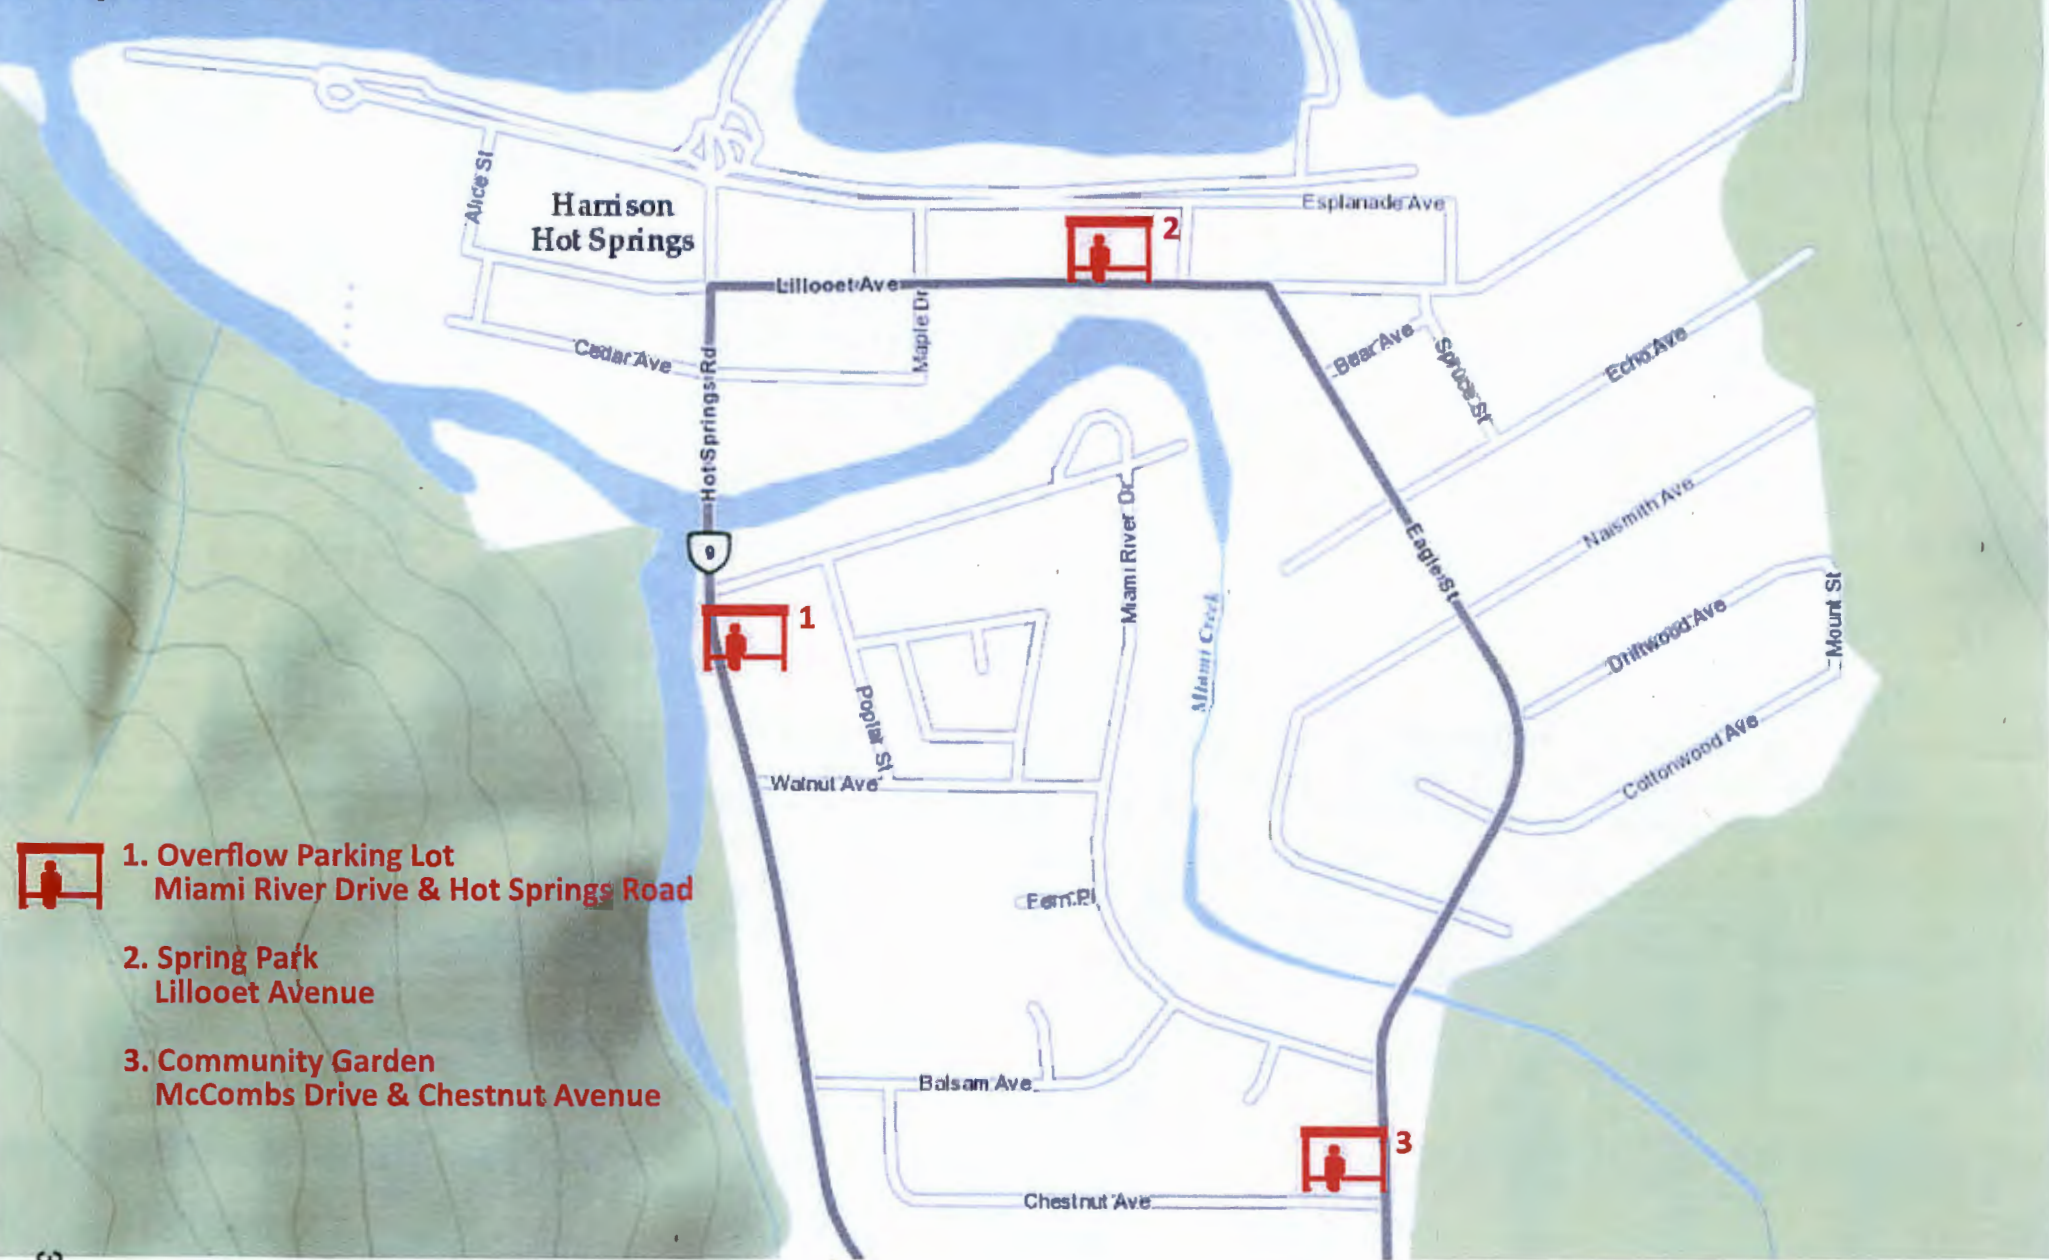 Alice St
Harrison
Hot Springs
2
Esplanade Ave
Lillooet Ave
Maple Dr
Cedar Ave
Hot Springs Rd
Bear Ave
Spruce St
Echo Ave
9
Miami River Dr
Eagle St
Naismith Ave
Mount St
Driftwood Ave
1
Miami Creek
Poplar St
Walnut Ave
Cottonwood Ave
Fern Pl
1. Overflow Parking Lot
Miami River Drive & Hot Springs Road
2. Spring Park
Lillooet Avenue
3. Community Garden
McCombs Drive & Chestnut Avenue
Balsam Ave
3
Chestnut Ave